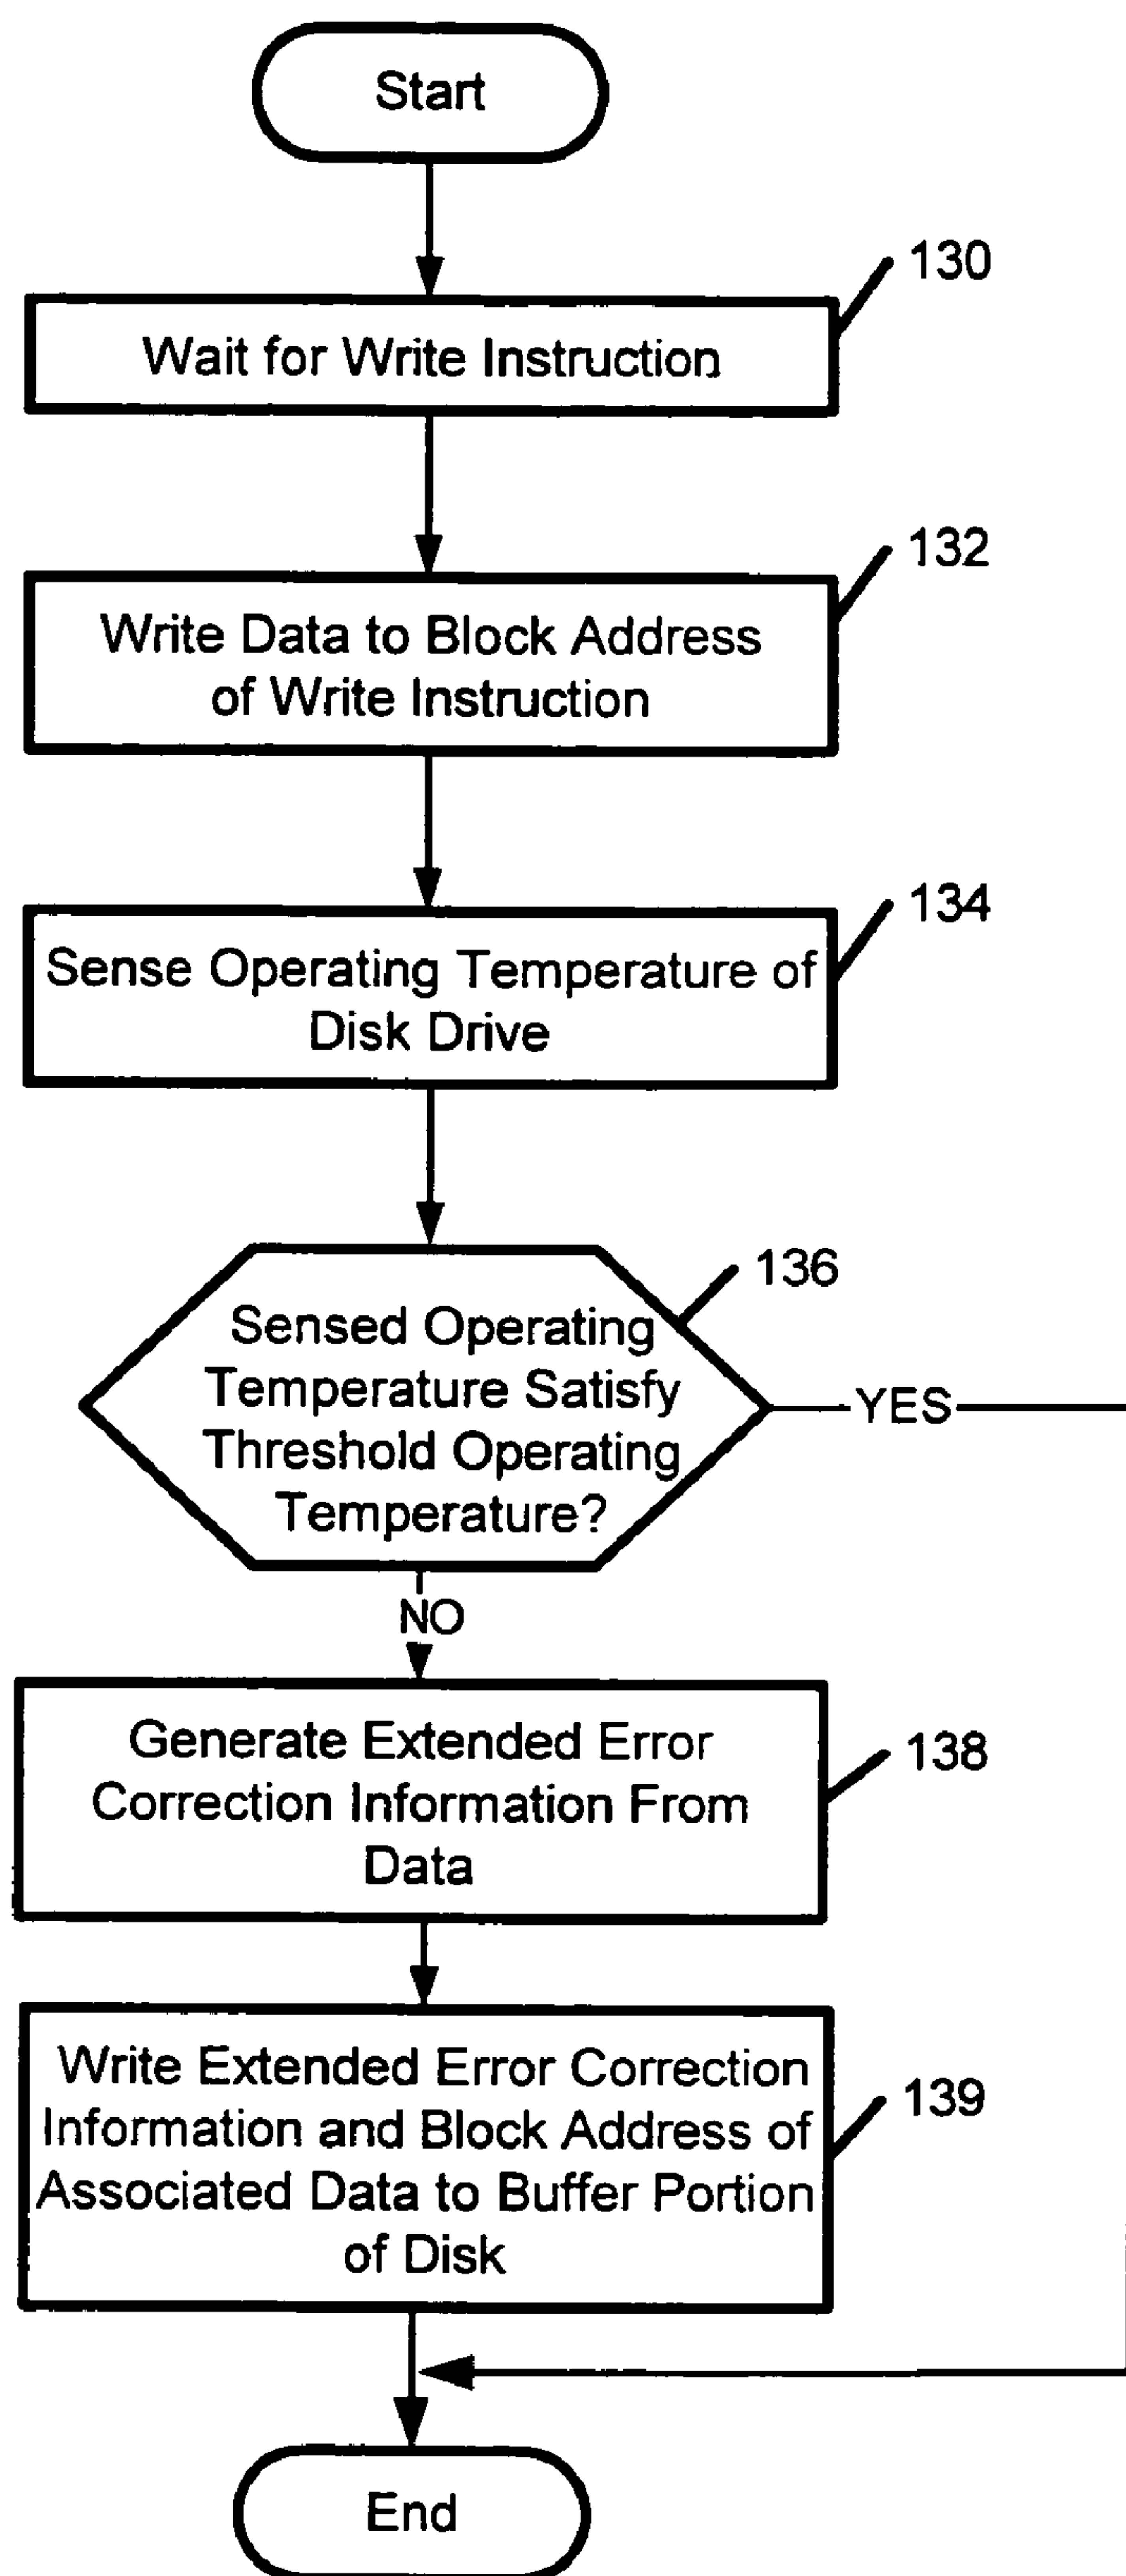 Start
130
Wait for Write Instruction
132
Write Data to Block Address
of Write Instruction
134
Sense Operating Temperature of
Disk Drive
136
Sensed Operating
Temperature Satisfy
Threshold Operating
Temperature?
YES
NO
Generate Extended Error
Correction Information From
Data
138
Write Extended Error Correction
Information and Block Address of
Associated Data to Buffer Portion
of Disk
139
End